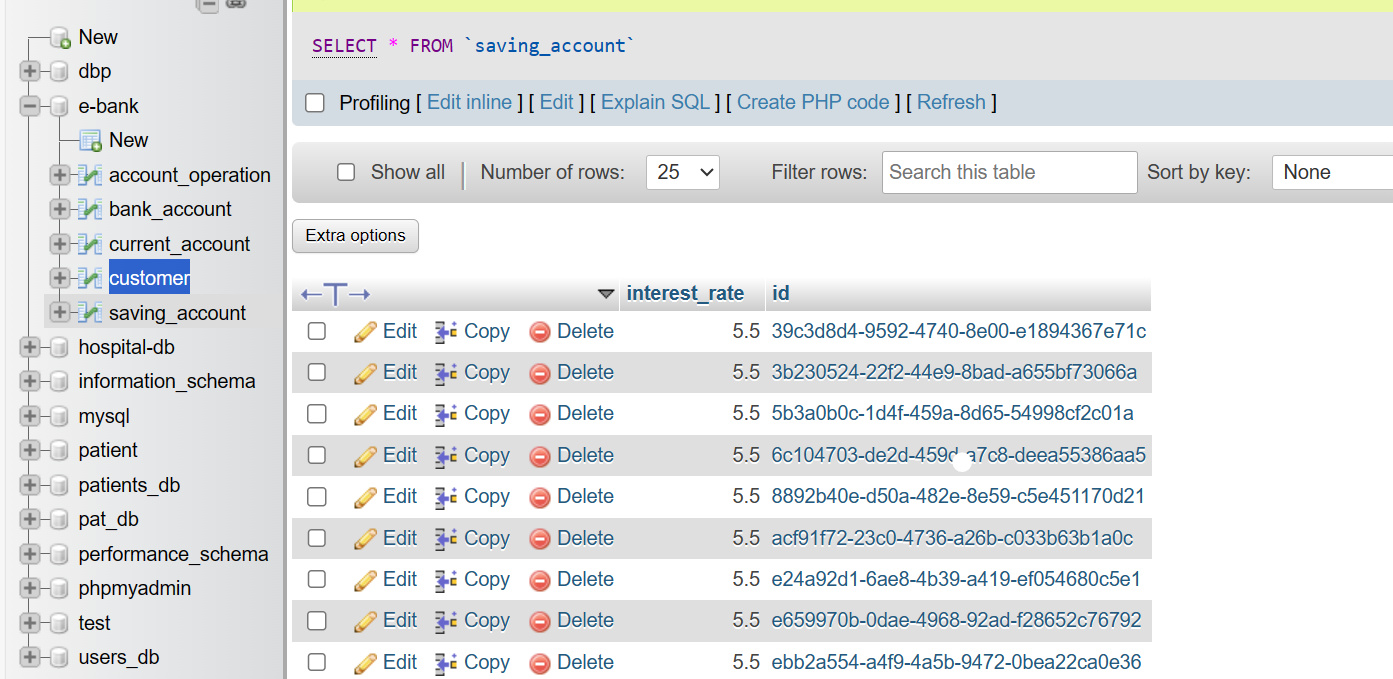 New
dbp
e-bank
New
account_operation
bank_account
current_account
customer
saving_account
hospital-db
information_schema
mysql
patient
patients_db
pat_db
performance_schema
phpmyadmin
test
users_db
SELECT * FROM `saving_account`
Profiling [ Edit inline ] [ Edit ] [ Explain SQL ] [ Create PHP code ] [ Refresh ]
Show all Number of rows: 25 Filter rows: Search this table Sort by key: None
Extra options
←T→ interest_rate id
Edit Copy Delete 5.5 39c3d8d4-9592-4740-8e00-e1894367e71c
Edit Copy Delete 5.5 3b230524-22f2-44e9-8bad-a655bf73066a
Edit Copy Delete 5.5 5b3a0b0c-1d4f-459a-8d65-54998cf2c01a
Edit Copy Delete 5.5 6c104703-de2d-459d-a7c8-deea55386aa5
Edit Copy Delete 5.5 8892b40e-d50a-482e-8e59-c5e451170d21
Edit Copy Delete 5.5 acf91f72-23c0-4736-a26b-c033b63b1a0c
Edit Copy Delete 5.5 e24a92d1-6ae8-4b39-a419-ef054680c5e1
Edit Copy Delete 5.5 e659970b-0dae-4968-92ad-f28652c76792
Edit Copy Delete 5.5 ebb2a554-a4f9-4a5b-9472-0bea22ca0e36